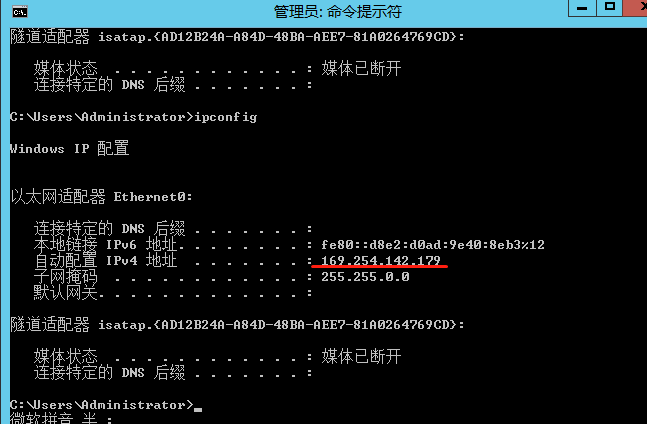 管理员: 命令提示符
隧道适配器 isatap.{AD12B24A-A84D-48BA-AEE7-81A0264769CD}:
媒体状态 . . . . . . . . . . . . : 媒体已断开
连接特定的 DNS 后缀 . . . . . . . :
C:\Users\Administrator>ipconfig
Windows IP 配置
以太网适配器 Ethernet0:
连接特定的 DNS 后缀 . . . . . . . :
本地链接 IPv6 地址. . . . . . . . : fe80::d8e2:d0ad:9e40:8eb3%12
自动配置 IPv4 地址 . . . . . . . : 169.254.142.179
子网掩码 . . . . . . . . . . . . : 255.255.0.0
默认网关. . . . . . . . . . . . . :
隧道适配器 isatap.{AD12B24A-A84D-48BA-AEE7-81A0264769CD}:
媒体状态 . . . . . . . . . . . . : 媒体已断开
连接特定的 DNS 后缀 . . . . . . . :
C:\Users\Administrator>_
微软拼音 半 :